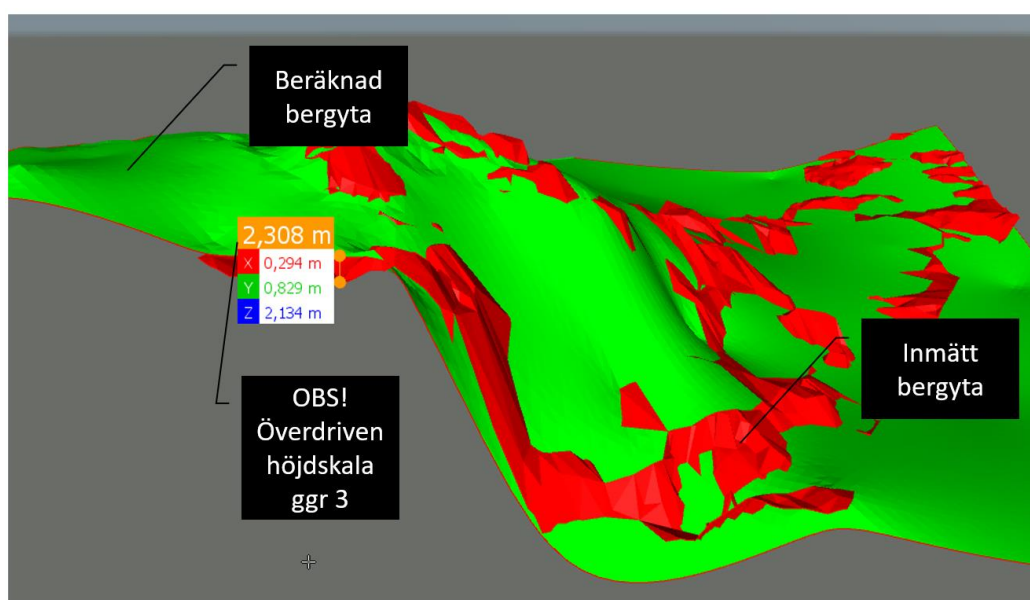 Beräknad
bergyta
2,308 m
X 0,294 m
Y 0,829 m
Z 2,134 m
OBS!
Överdriven
höjdskala
ggr 3
Inmätt
bergyta